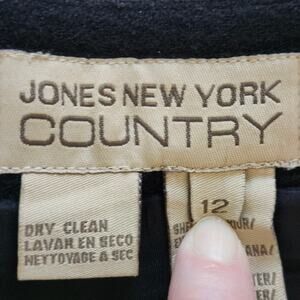 JONES NEW YORK
COUNTRY
DRY CLEAN
LAVAR EN SECO
NETTOYAGE A SEC
12